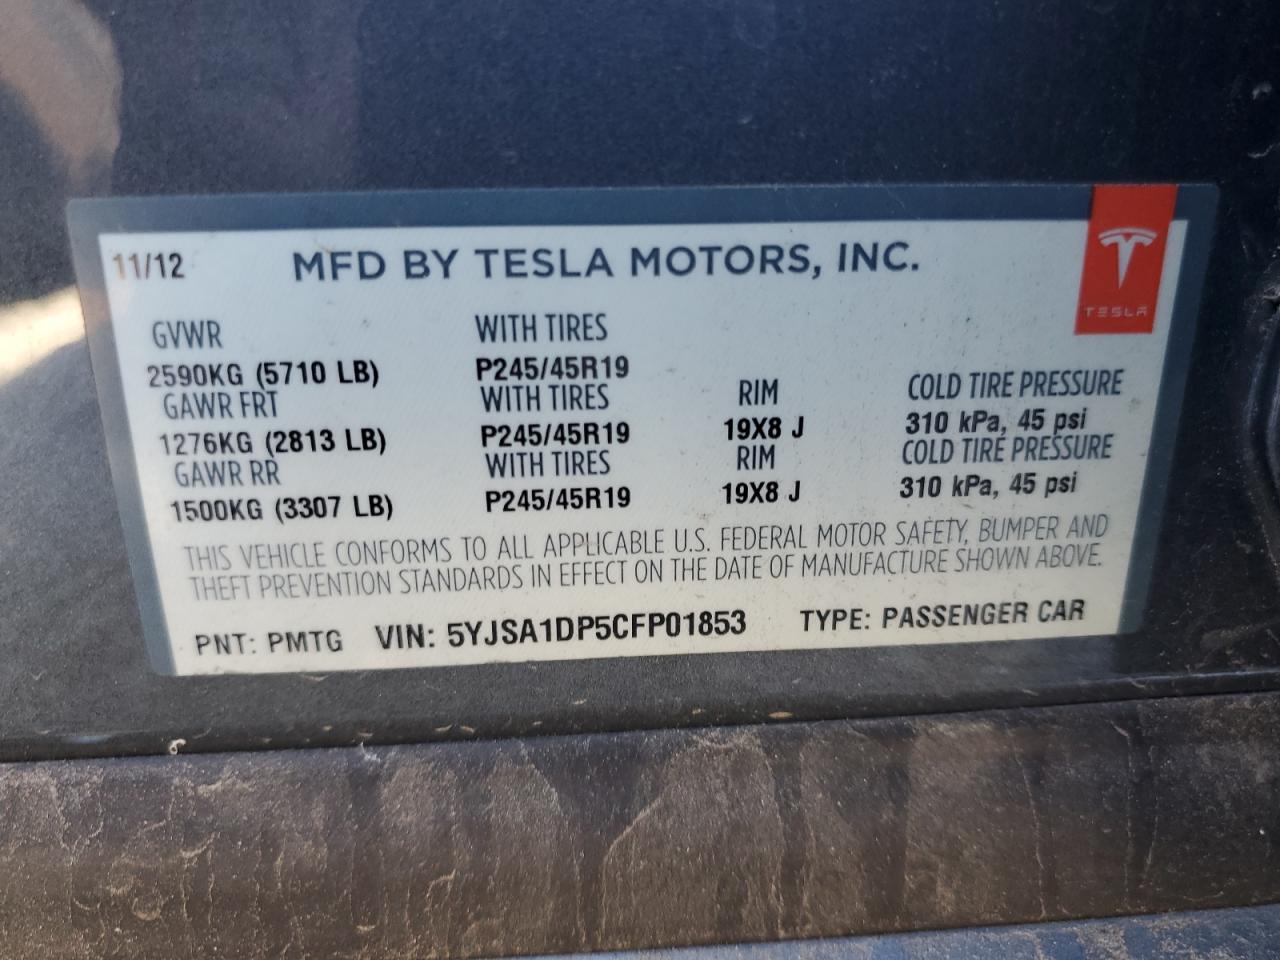 11/12 MFD BY TESLA MOTORS, INC.
TESLA
GVWR WITH TIRES
2590KG (5710 LB) P245/45R19
GAWR FRT WITH TIRES RIM COLD TIRE PRESSURE
1276KG (2813 LB) P245/45R19 19X8 J 310 kPa, 45 psi
GAWR RR WITH TIRES RIM COLD TIRE PRESSURE
1500KG (3307 LB) P245/45R19 19X8 J 310 kPa, 45 psi
THIS VEHICLE CONFORMS TO ALL APPLICABLE U.S. FEDERAL MOTOR SAFETY, BUMPER AND
THEFT PREVENTION STANDARDS IN EFFECT ON THE DATE OF MANUFACTURE SHOWN ABOVE.
PNT: PMTG VIN: 5YJSA1DP5CFP01853 TYPE: PASSENGER CAR